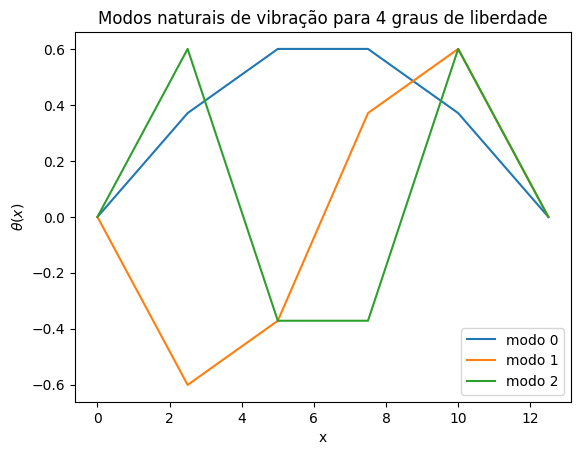 Modos naturais de vibração para 4 graus de liberdade
0.6
0.4
0.2
0.0
−0.2
−0.4
−0.6
θ(x)
0 2 4 6 8 10 12
x
modo 0
modo 1
modo 2